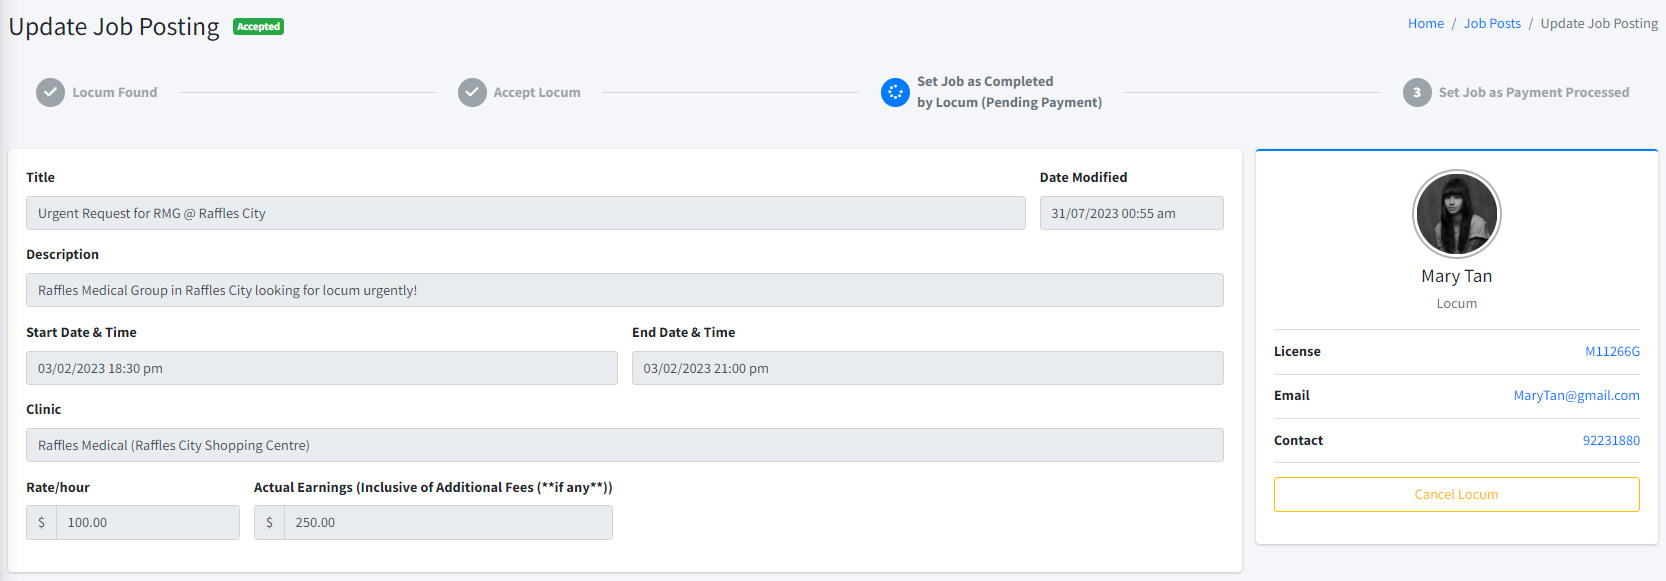 Update Job Posting Accepted
Home / Job Posts / Update Job Posting
Locum Found
Accept Locum
Set Job as Completed
by Locum (Pending Payment)
3 Set Job as Payment Processed
Title
Urgent Request for RMG @ Raffles City
Date Modified
31/07/2023 00:55 am
Description
Raffles Medical Group in Raffles City looking for locum urgently!
Start Date & Time
03/02/2023 18:30 pm
End Date & Time
03/02/2023 21:00 pm
Clinic
Raffles Medical (Raffles City Shopping Centre)
Rate/hour
$ 100.00
Actual Earnings (Inclusive of Additional Fees (**if any**))
$ 250.00
Mary Tan
Locum
License M11266G
Email MaryTan@gmail.com
Contact 92231880
Cancel Locum